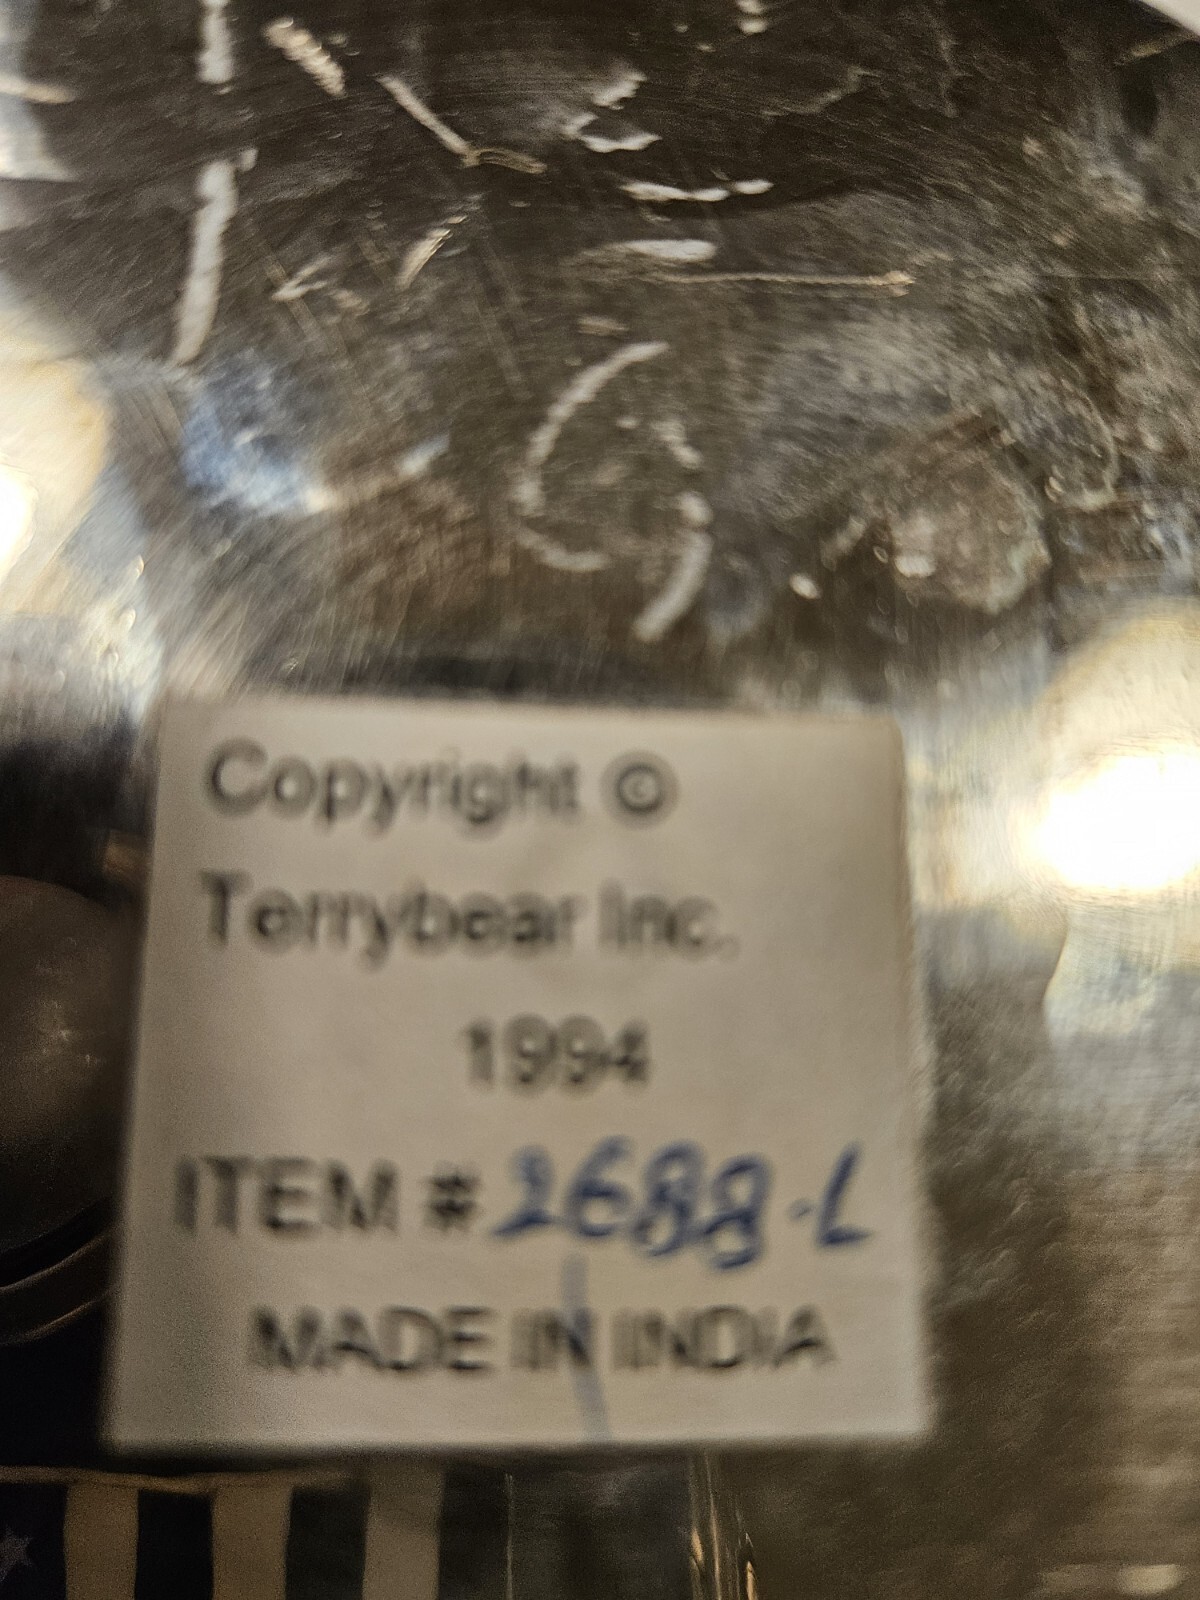 Copyright ©
Terrybear Inc.
1994
ITEM # 2688-L
MADE IN INDIA